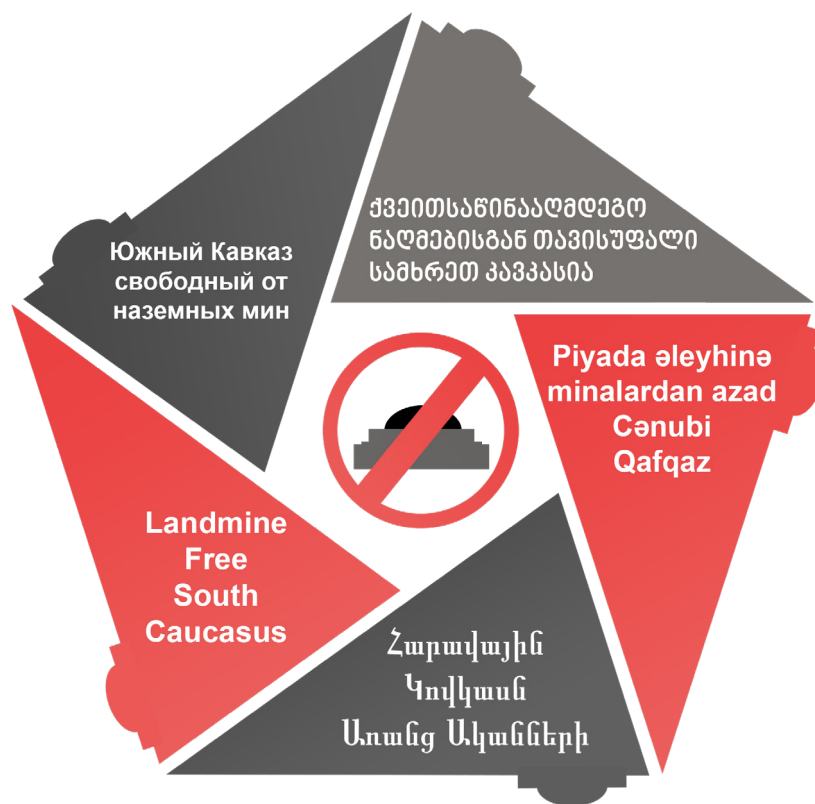 Южный Кавказ
свободный от
наземных мин
ქვეითსაწინააღმდეგო
ნაღმებისგან თავისუფალი
სამხრეთ კავკასია
Piyada əleyhinə
minalardan azad
Cənubi
Qafqaz
Landmine
Free
South
Caucasus
Հարավային
Կովկասն
Առանց Ականների